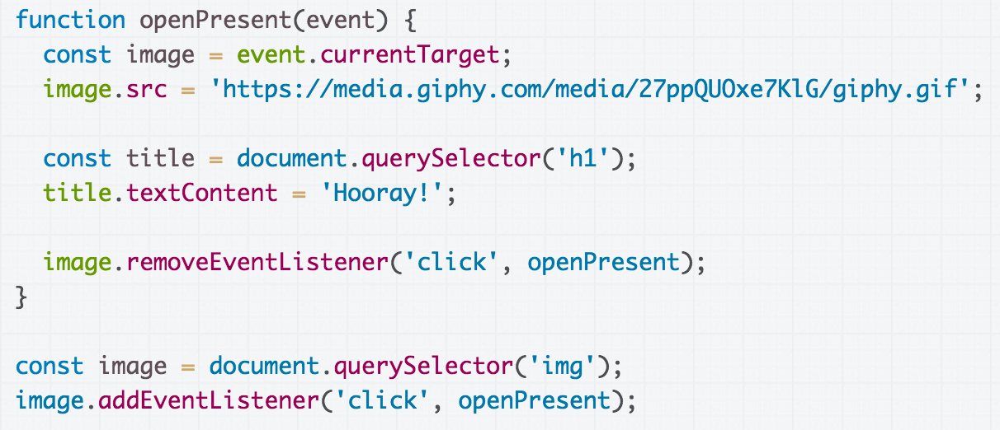 function openPresent(event) {
  const image = event.currentTarget;
  image.src = 'https://media.giphy.com/media/27ppQUOxe7KlG/giphy.gif';

  const title = document.querySelector('h1');
  title.textContent = 'Hooray!';

  image.removeEventListener('click', openPresent);
}

const image = document.querySelector('img');
image.addEventListener('click', openPresent);